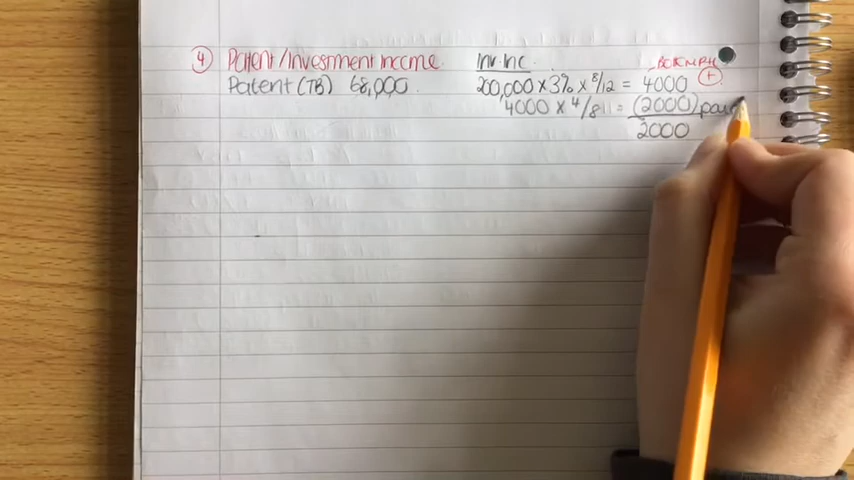 ④ Patent/Investment Income Inv. Inc.
Patent (TB) 68,000 200,000 x 3% x 8/12 = 4000 +
4000 x 4/8 = (2000)
2000